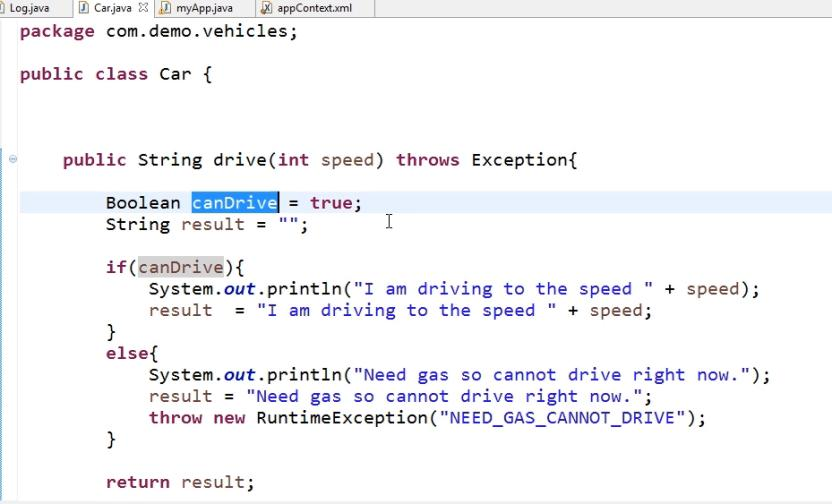 Log.java Car.java myApp.java appContext.xml
package com.demo.vehicles;
public class Car {
public String drive(int speed) throws Exception{
Boolean canDrive = true;
String result = "";
if(canDrive){
System.out.println("I am driving to the speed " + speed);
result  = "I am driving to the speed " + speed;
}
else{
System.out.println("Need gas so cannot drive right now.");
result = "Need gas so cannot drive right now.";
throw new RuntimeException("NEED_GAS_CANNOT_DRIVE");
}
return result;